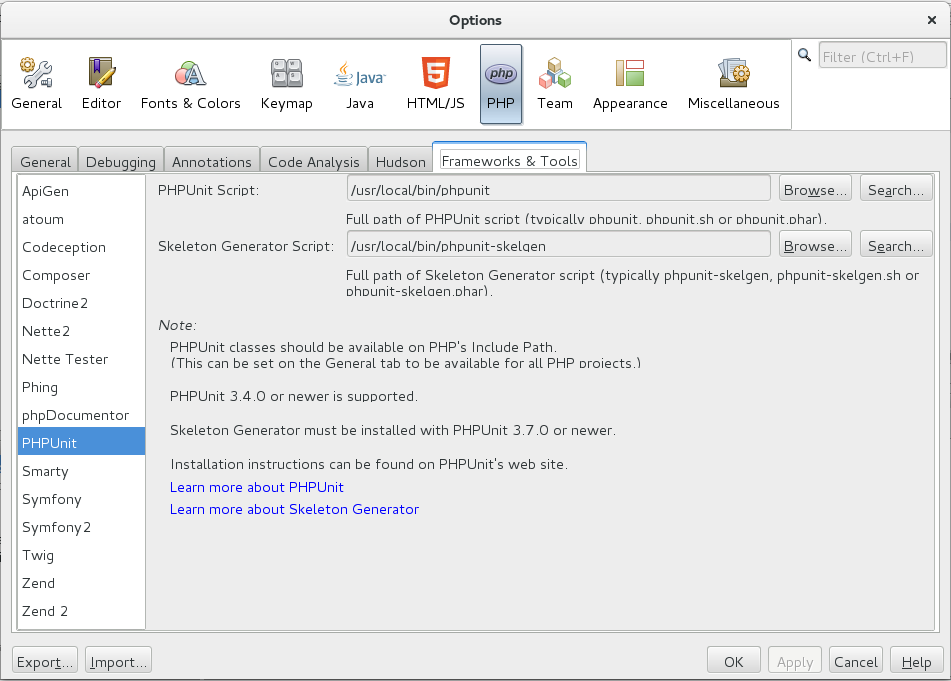 Options
General
Editor
Fonts & Colors
Keymap
Java
Java
HTML/JS
5
php
PHP
Team
Appearance
Miscellaneous
Filter (Ctrl+F)
General
Debugging
Annotations
Code Analysis
Hudson
Frameworks & Tools
ApiGen
atoum
Codeception
Composer
Doctrine2
Nette2
Nette Tester
Phing
phpDocumentor
PHPUnit
Smarty
Symfony
Symfony2
Twig
Zend
Zend 2
PHPUnit Script:
/usr/local/bin/phpunit
Browse...
Search...
Full path of PHPUnit script (typically phpunit, phpunit.sh or phpunit.phar).
Skeleton Generator Script:
/usr/local/bin/phpunit-skelgen
Browse...
Search...
Full path of Skeleton Generator script (typically phpunit-skelgen, phpunit-skelgen.sh or
phpunit-skelgen.phar).
Note:
PHPUnit classes should be available on PHP's Include Path.
(This can be set on the General tab to be available for all PHP projects.)
PHPUnit 3.4.0 or newer is supported.
Skeleton Generator must be installed with PHPUnit 3.7.0 or newer.
Installation instructions can be found on PHPUnit's web site.
Learn more about PHPUnit
Learn more about Skeleton Generator
Export...
Import...
OK
Apply
Cancel
Help